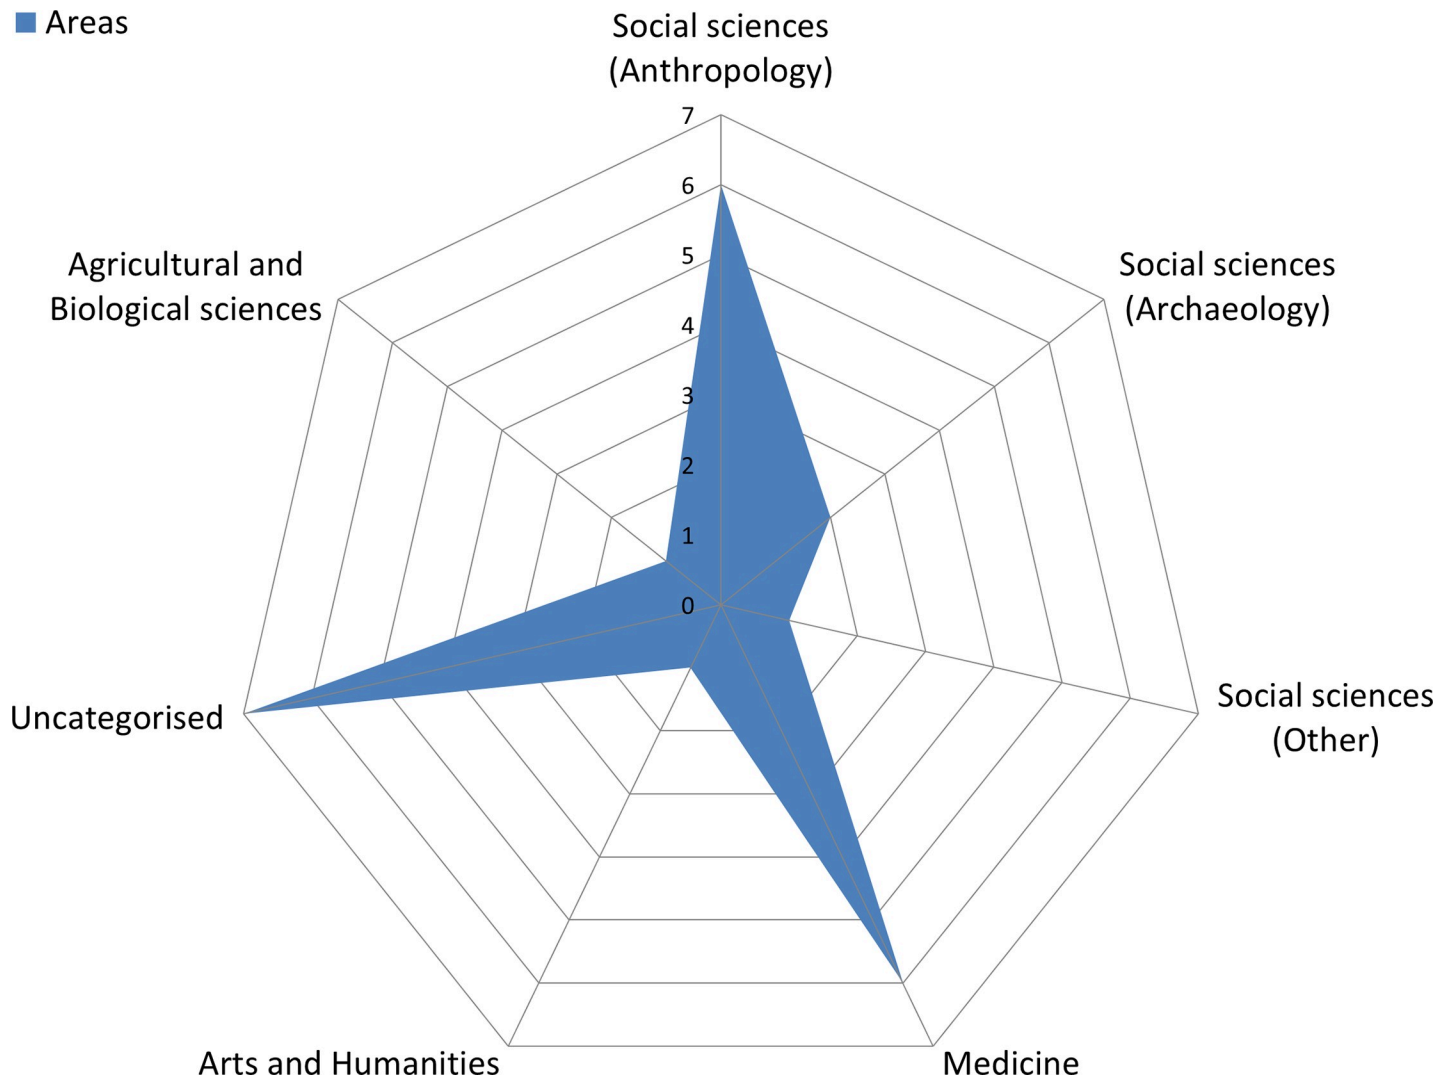 Areas
Social sciences
(Anthropology)
7
6
5
4
3
2
1
0
Social sciences
(Archaeology)
Social sciences
(Other)
Medicine
Arts and Humanities
Uncategorised
Agricultural and
Biological sciences